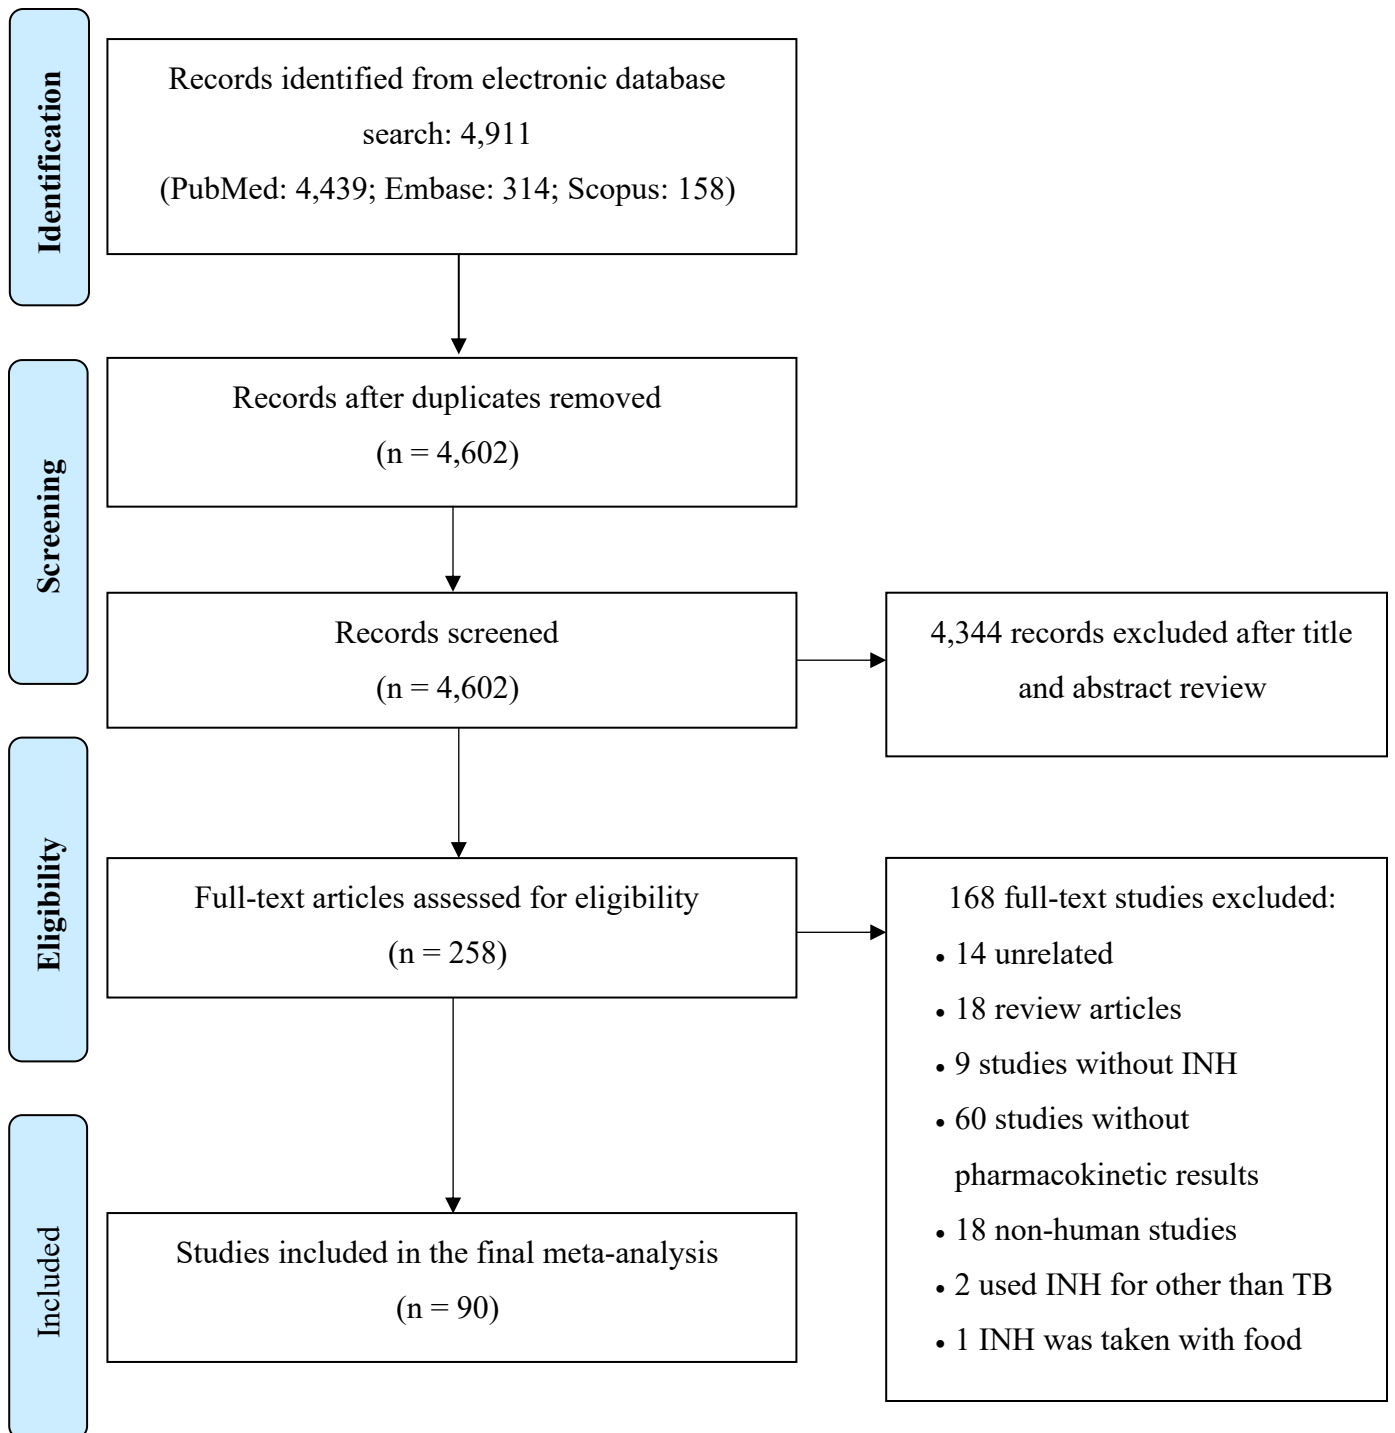 Identification
Records identified from electronic database
search: 4,911
(PubMed: 4,439; Embase: 314; Scopus: 158)
Screening
Records after duplicates removed
(n = 4,602)
Records screened
(n = 4,602)
4,344 records excluded after title
and abstract review
Eligibility
Full-text articles assessed for eligibility
(n = 258)
168 full-text studies excluded:
• 14 unrelated
• 18 review articles
• 9 studies without INH
• 60 studies without
pharmacokinetic results
• 18 non-human studies
• 2 used INH for other than TB
• 1 INH was taken with food
Included
Studies included in the final meta-analysis
(n = 90)